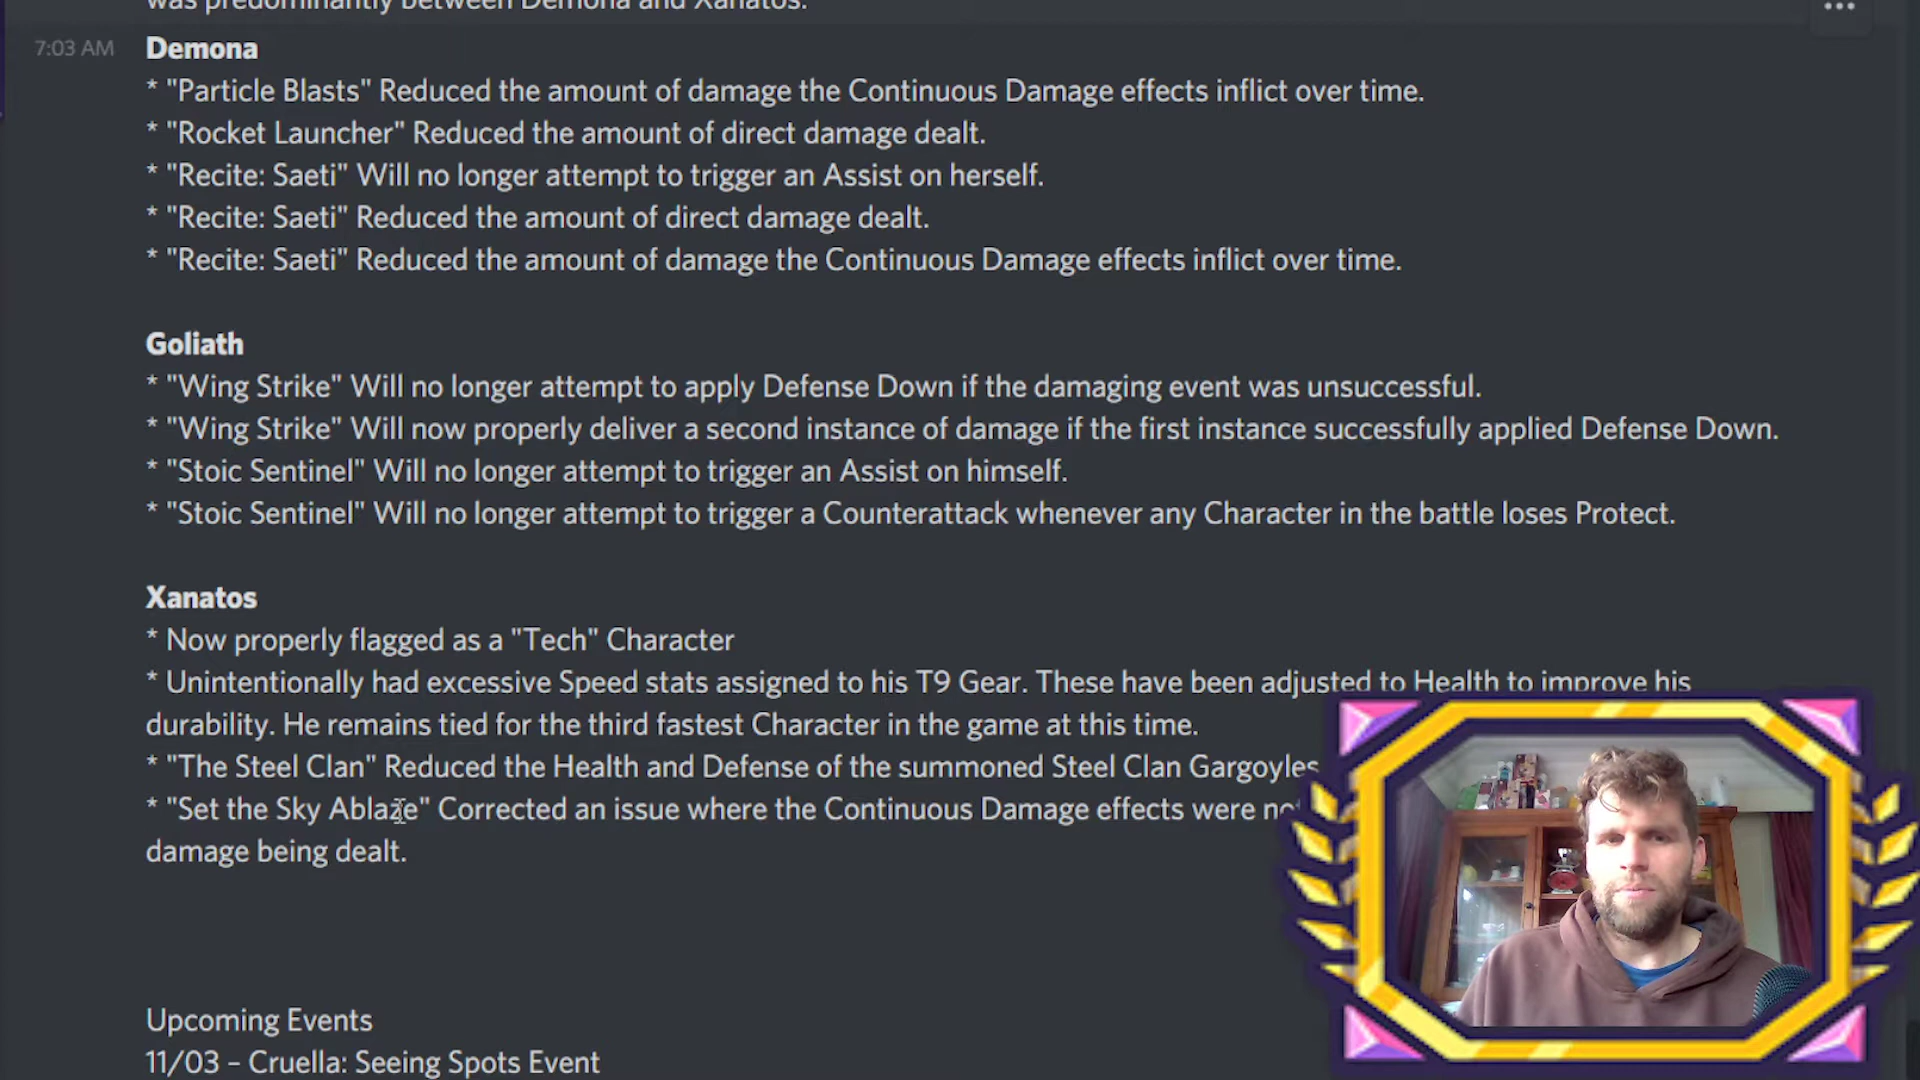 was predominantly between Demona and Xanatos.
7:03 AM Demona
* "Particle Blasts" Reduced the amount of damage the Continuous Damage effects inflict over time.
* "Rocket Launcher" Reduced the amount of direct damage dealt.
* "Recite: Saeti" Will no longer attempt to trigger an Assist on herself.
* "Recite: Saeti" Reduced the amount of direct damage dealt.
* "Recite: Saeti" Reduced the amount of damage the Continuous Damage effects inflict over time.
Goliath
* "Wing Strike" Will no longer attempt to apply Defense Down if the damaging event was unsuccessful.
* "Wing Strike" Will now properly deliver a second instance of damage if the first instance successfully applied Defense Down.
* "Stoic Sentinel" Will no longer attempt to trigger an Assist on himself.
* "Stoic Sentinel" Will no longer attempt to trigger a Counterattack whenever any Character in the battle loses Protect.
Xanatos
* Now properly flagged as a "Tech" Character
* Unintentionally had excessive Speed stats assigned to his T9 Gear. These have been adjusted to Health to improve his
durability. He remains tied for the third fastest Character in the game at this time.
* "The Steel Clan" Reduced the Health and Defense of the summoned Steel Clan Gargoyles
* "Set the Sky Ablaze" Corrected an issue where the Continuous Damage effects were
damage being dealt.
Upcoming Events
11/03 – Cruella: Seeing Spots Event